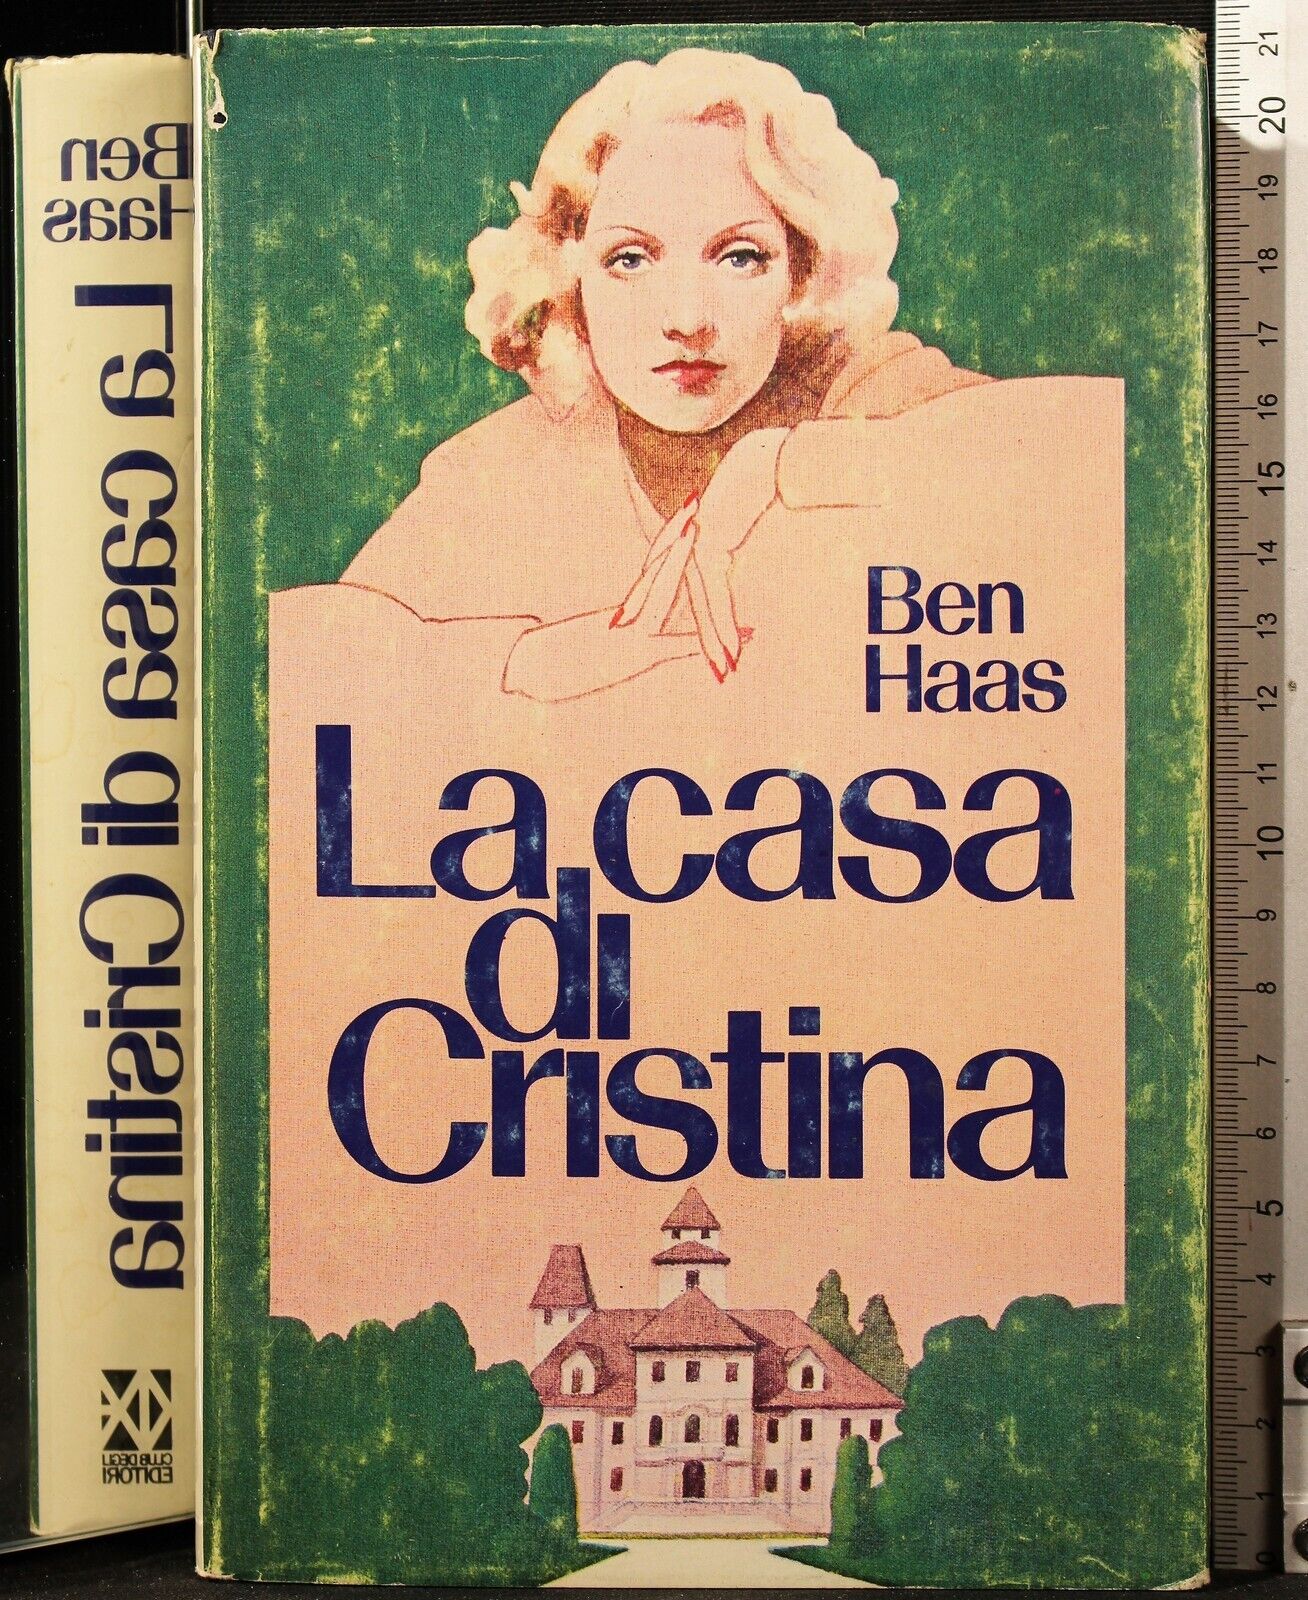 Ben
Haas
La casa
di
Cristina
Ben
Haas
La casa di Cristina
CLUB DEGLI
EDITORI
21
20
19
18
17
16
15
14
13
12
11
10
9
8
7
6
5
4
3
2
1
0